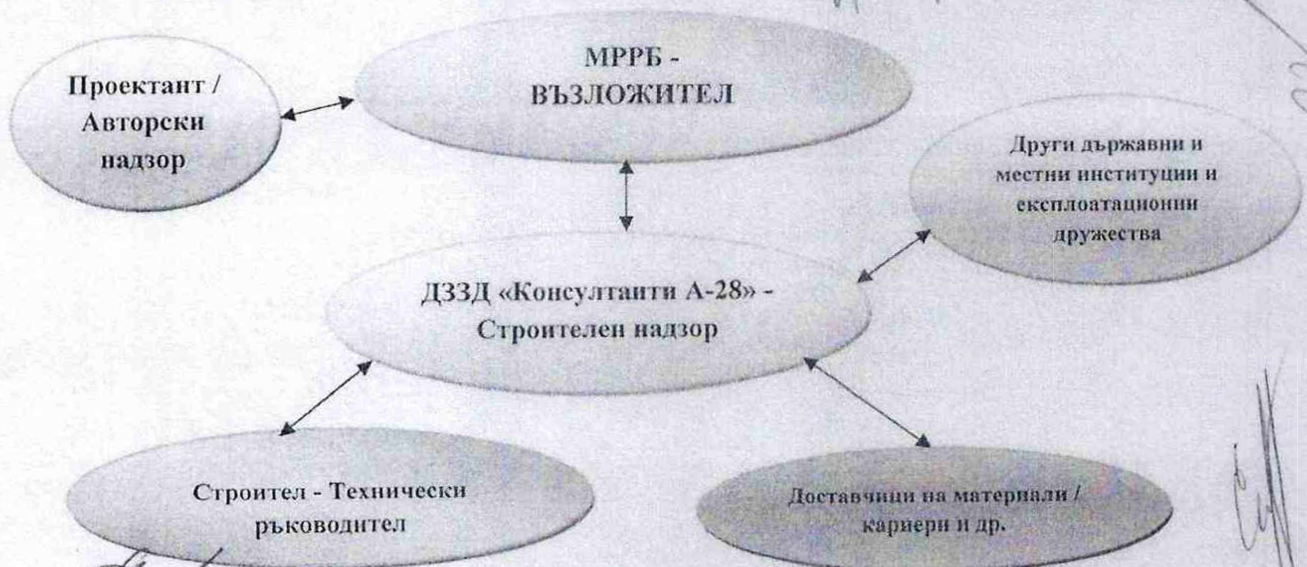 МРРБ -
ВЪЗЛОЖИТЕЛ
Проектант /
Авторски
надзор
Други държавни и
местни институции и
експлоатационни
дружества
ДЗЗД «Консултанти А-28» -
Строителен надзор
Строител - Технически
ръководител
Доставчици на материали /
кариери и др.